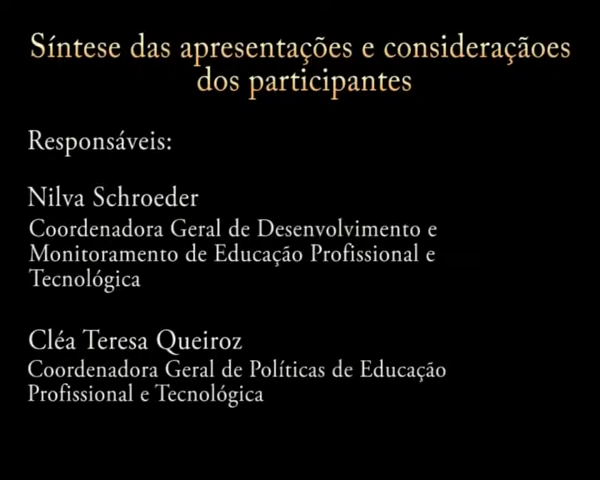 Síntese das apresentações e consideraçãoes
dos participantes
Responsáveis:
Nilva Schroeder
Coordenadora Geral de Desenvolvimento e
Monitoramento de Educação Profissional e
Tecnológica
Cléa Teresa Queiroz
Coordenadora Geral de Políticas de Educação
Profissional e Tecnológica